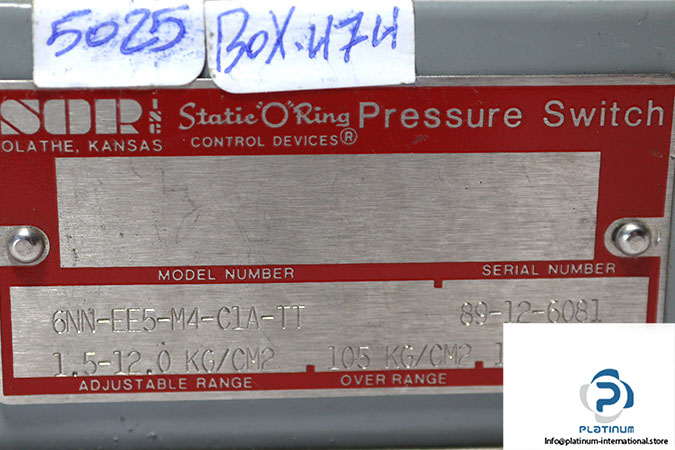 5025 BOX.474
SOR INC Static "O" Ring Pressure Switch
OLATHE, KANSAS CONTROL DEVICES®
MODEL NUMBER SERIAL NUMBER
6NN-EE5-M4-C1A-TT 89-12-6081
1.5-12.0 KG/CM2 105 KG/CM2
ADJUSTABLE RANGE OVER RANGE
PLATINUM
Info@platinum-international.store